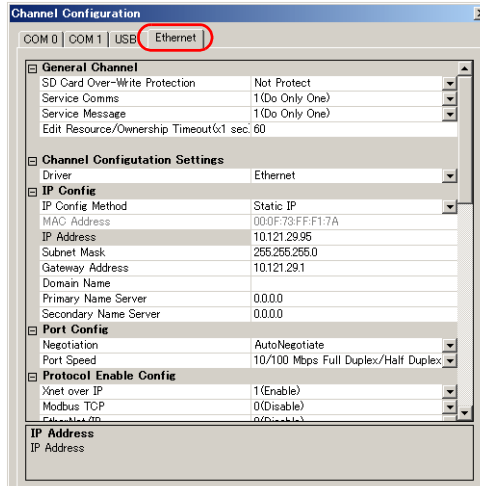 Channel Configuration
COM 0 COM 1 USB Ethernet
General Channel
SD Card Over-Write Protection Not Protect
Service Comms 1(Do Only One)
Service Message 1(Do Only One)
Edit Resource/Ownership Timeout(x1 sec. 60
Channel Configutation Settings
Driver Ethernet
IP Config
IP Config Method Static IP
MAC Address 00:0F:73:FF:F1:7A
IP Address 10.121.29.95
Subnet Mask 255.255.255.0
Gateway Address 10.121.29.1
Domain Name
Primary Name Server 0.0.0.0
Secondary Name Server 0.0.0.0
Port Config
Negotiation AutoNegotiate
Port Speed 10/100 Mbps Full Duplex/Half Duplex
Protocol Enable Config
Xnet over IP 1(Enable)
Modbus TCP 0(Disable)
IP Address
IP Address